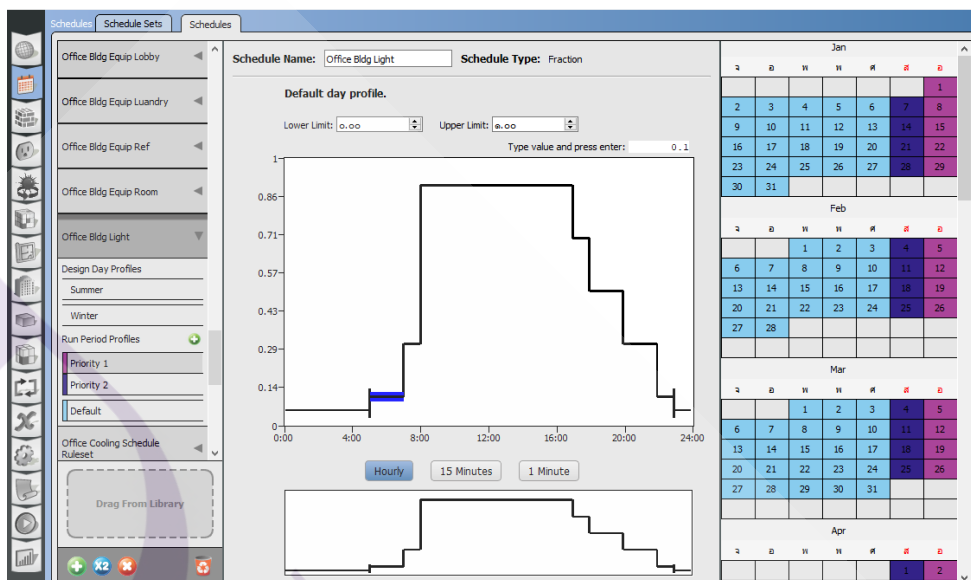 Schedules Schedule Sets Schedules
Office Bldg Equip Lobby
Office Bldg Equip Luandry
Office Bldg Equip Ref
Office Bldg Equip Room
Office Bldg Light
Design Day Profiles
Summer
Winter
Run Period Profiles
Priority 1
Priority 2
Default
Office Cooling Schedule
Ruleset
Drag From Library
X2
Schedule Name: Office Bldg Light Schedule Type: Fraction
Default day profile.
Lower Limit: ๐.๐๐ Upper Limit: ๑.๐๐
Type value and press enter: 0.1
1
0.86
0.71
0.57
0.43
0.29
0.14
0
0:00 4:00 8:00 12:00 16:00 20:00 24:00
Hourly 15 Minutes 1 Minute
Jan
จ อ พ พ ศ ส อ
1
2 3 4 5 6 7 8
9 10 11 12 13 14 15
16 17 18 19 20 21 22
23 24 25 26 27 28 29
30 31
Feb
จ อ พ พ ศ ส อ
1 2 3 4 5
6 7 8 9 10 11 12
13 14 15 16 17 18 19
20 21 22 23 24 25 26
27 28
Mar
จ อ พ พ ศ ส อ
1 2 3 4 5
6 7 8 9 10 11 12
13 14 15 16 17 18 19
20 21 22 23 24 25 26
27 28 29 30 31
Apr
จ อ พ พ ศ ส อ
1 2